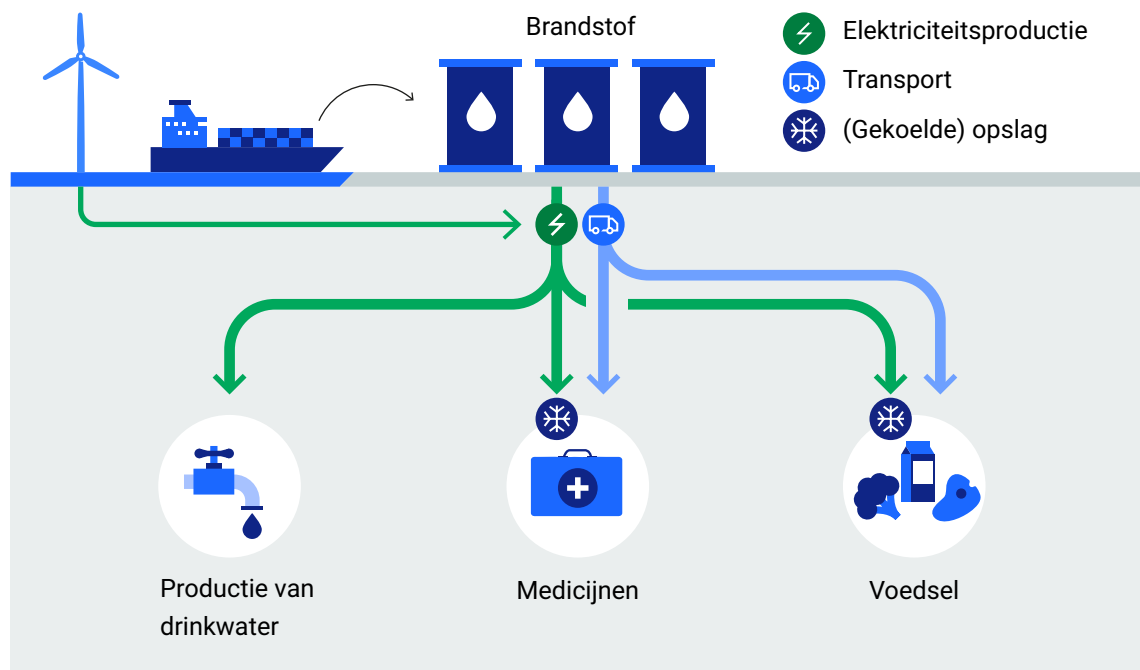 Brandstof
Elektriciteitsproductie
Transport
(Gekoelde) opslag
Productie van
drinkwater
Medicijnen
Voedsel